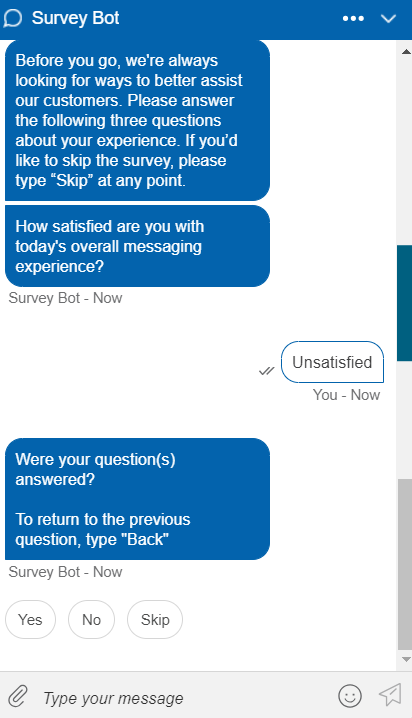 Survey Bot
Before you go, we're always
looking for ways to better assist
our customers. Please answer
the following three questions
about your experience. If you’d
like to skip the survey, please
type “Skip” at any point.
How satisfied are you with
today's overall messaging
experience?
Survey Bot - Now
Unsatisfied
You - Now
Were your question(s)
answered?
To return to the previous
question, type "Back"
Survey Bot - Now
Yes No Skip
Type your message